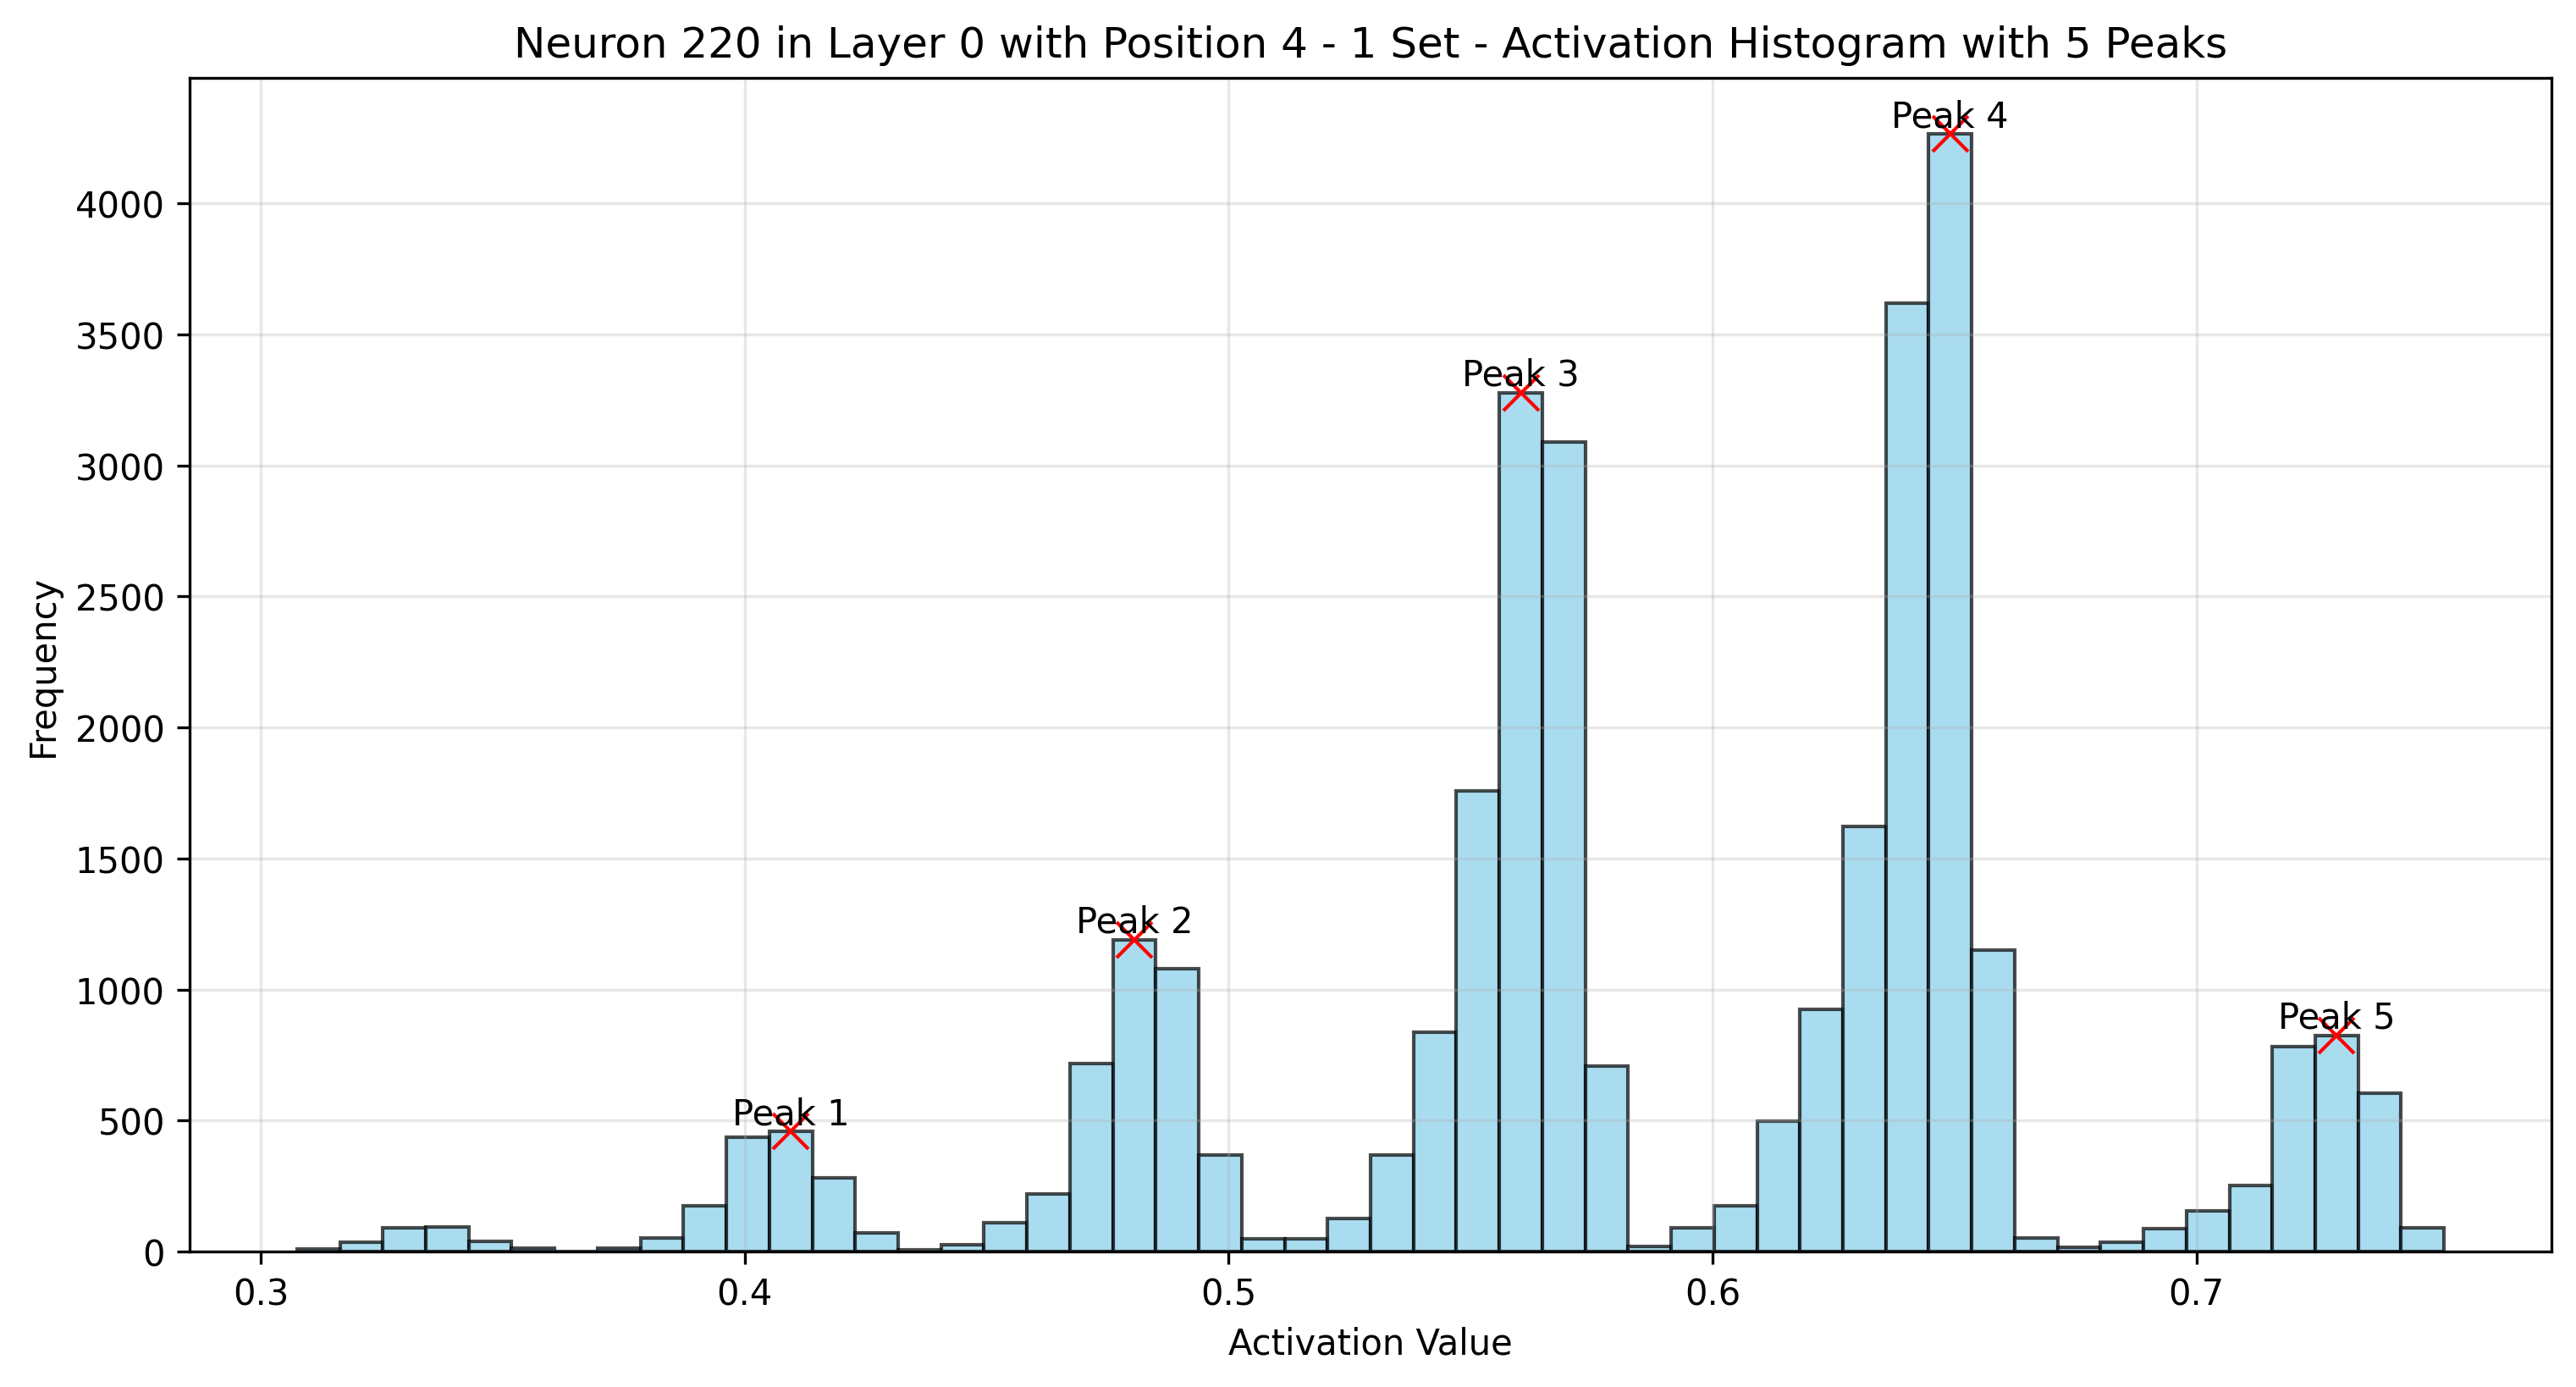 Neuron 220 in Layer 0 with Position 4 - 1 Set - Activation Histogram with 5 Peaks
Peak 4
4000
3500
Peak 3
3000
2500
Frequency
2000
1500
Peak 2
1000
Peak 5
Peak 1
500
0
0.3 0.4 0.5 0.6 0.7
Activation Value